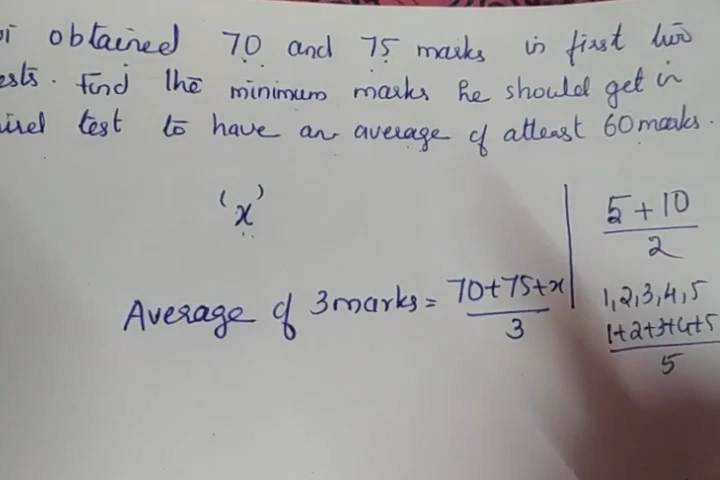 obtained 70 and 75 marks in first two
ests. find the minimum marks he should get in
test to have an average of atleast 60 marks.
'x'
Average of 3 marks = 70+75+x
3
5+10
2
1,2,3,4,5
1+2+3+4+5
5